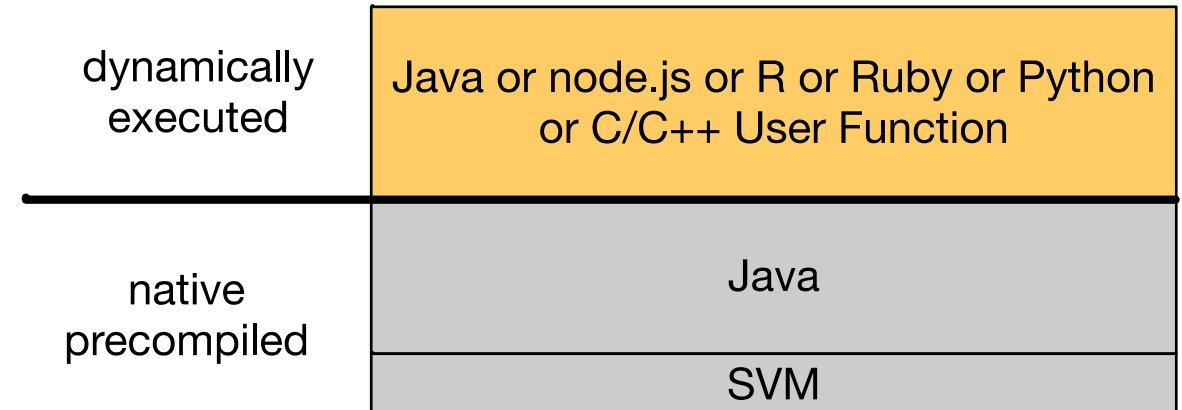 dynamically
executed
Java or node.js or R or Ruby or Python
or C/C++ User Function
native
precompiled
Java
SVM